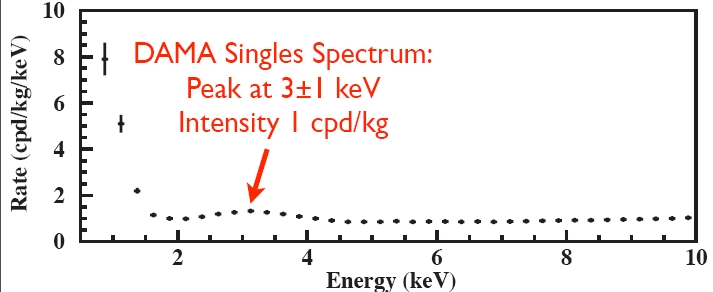 10
8
6
4
2
0
Rate (cpd/kg/keV)
DAMA Singles Spectrum:
Peak at 3±1 keV
Intensity 1 cpd/kg
2 4 6 8 10
Energy (keV)